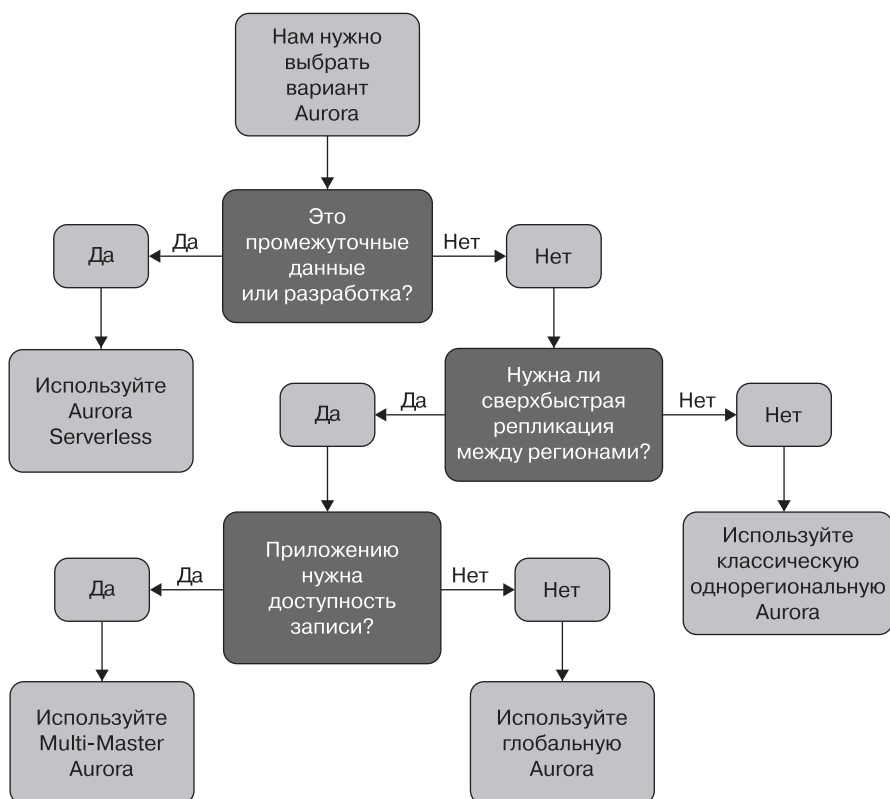 Нам нужно
выбрать
вариант
Aurora
Это
промежуточные
данные
или разработка?
Да
Да
Нет
Нет
Используйте
Aurora
Serverless
Нужна ли
сверхбыстрая
репликация
между регионами?
Да
Да
Нет
Нет
Используйте
классическую
однорегиональную
Aurora
Приложению
нужна
доступность
записи?
Да
Да
Нет
Нет
Используйте
Multi-Master
Aurora
Используйте
глобальную
Aurora